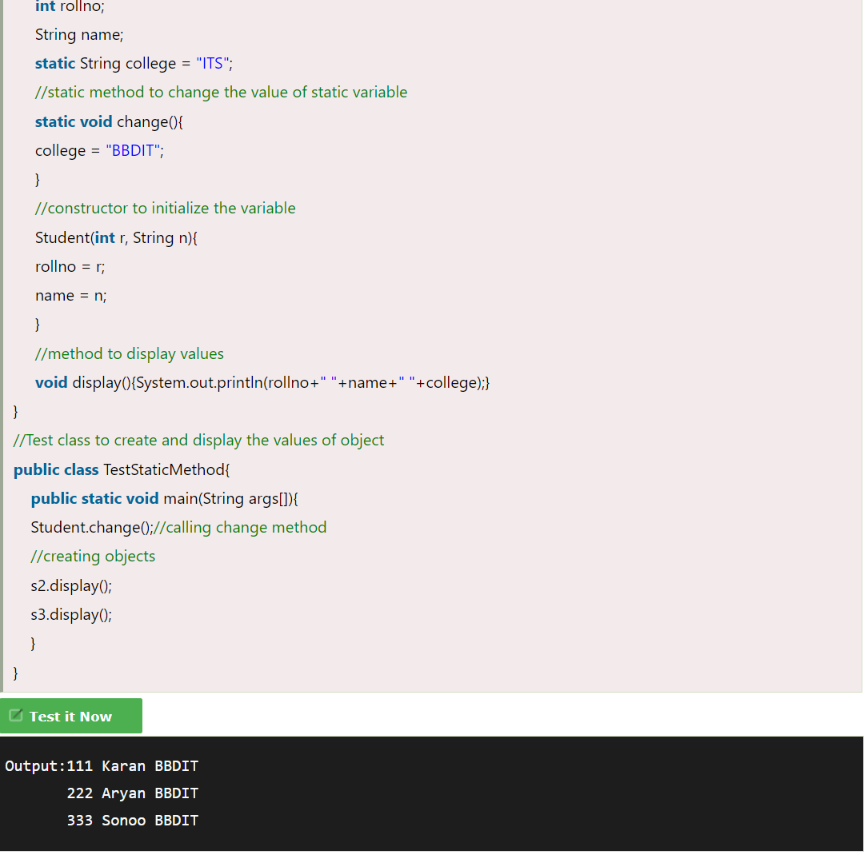 int rollno;
String name;
static String college = "ITS";
//static method to change the value of static variable
static void change(){
college = "BBDIT";
}
//constructor to initialize the variable
Student(int r, String n){
rollno = r;
name = n;
}
//method to display values
void display(){System.out.println(rollno+" "+name+" "+college);}
}
//Test class to create and display the values of object
public class TestStaticMethod{
public static void main(String args[]){
Student.change();//calling change method
//creating objects
s2.display();
s3.display();
}
}
Test it Now
Output:111 Karan BBDIT
222 Aryan BBDIT
333 Sonoo BBDIT